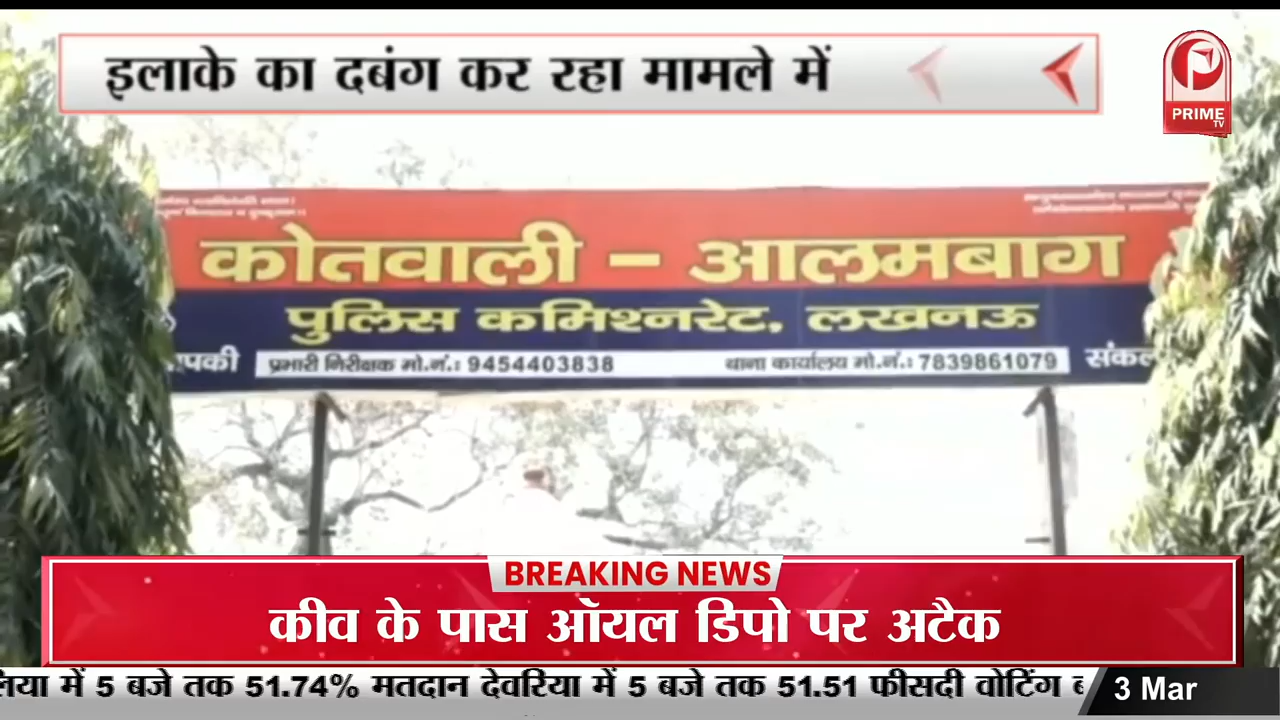 इलाके का दबंग कर रहा मामले में
PRIME
TV
कोतवाली - आलमबाग
पुलिस कमिश्नरेट, लखनऊ
प्रभारी निरीक्षक मो.नं.: 9454403838 थाना कार्यालय मो.नं.: 7839861079
BREAKING NEWS
कीव के पास ऑयल डिपो पर अटैक
में 5 बजे तक 51.74% मतदान देवरिया में 5 बजे तक 51.51 फीसदी वोटिंग
3 Mar